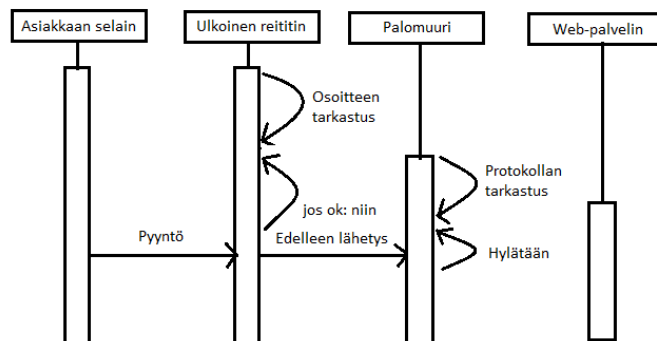 Asiakkaan selain
Ulkoinen reititin
Palomuuri
Web-palvelin
Osoitteen
tarkastus
Protokollan
tarkastus
jos ok: niin
Pyyntö
Edelleen lähetys
Hylätään